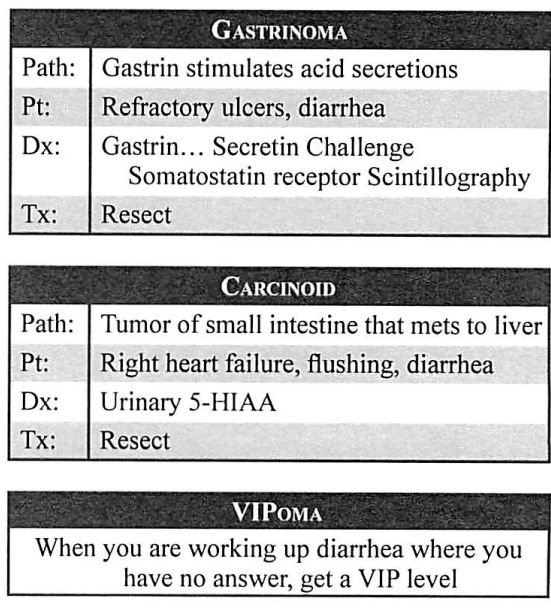 GASTRINOMA
Path: Gastrin stimulates acid secretions
Pt: Refractory ulcers, diarrhea
Dx: Gastrin... Secretin Challenge
Somatostatin receptor Scintillography
Tx: Resect
CARCINOID
Path: Tumor of small intestine that mets to liver
Pt: Right heart failure, flushing, diarrhea
Dx: Urinary 5-HIAA
Tx: Resect
VIPOMA
When you are working up diarrhea where you
have no answer, get a VIP level